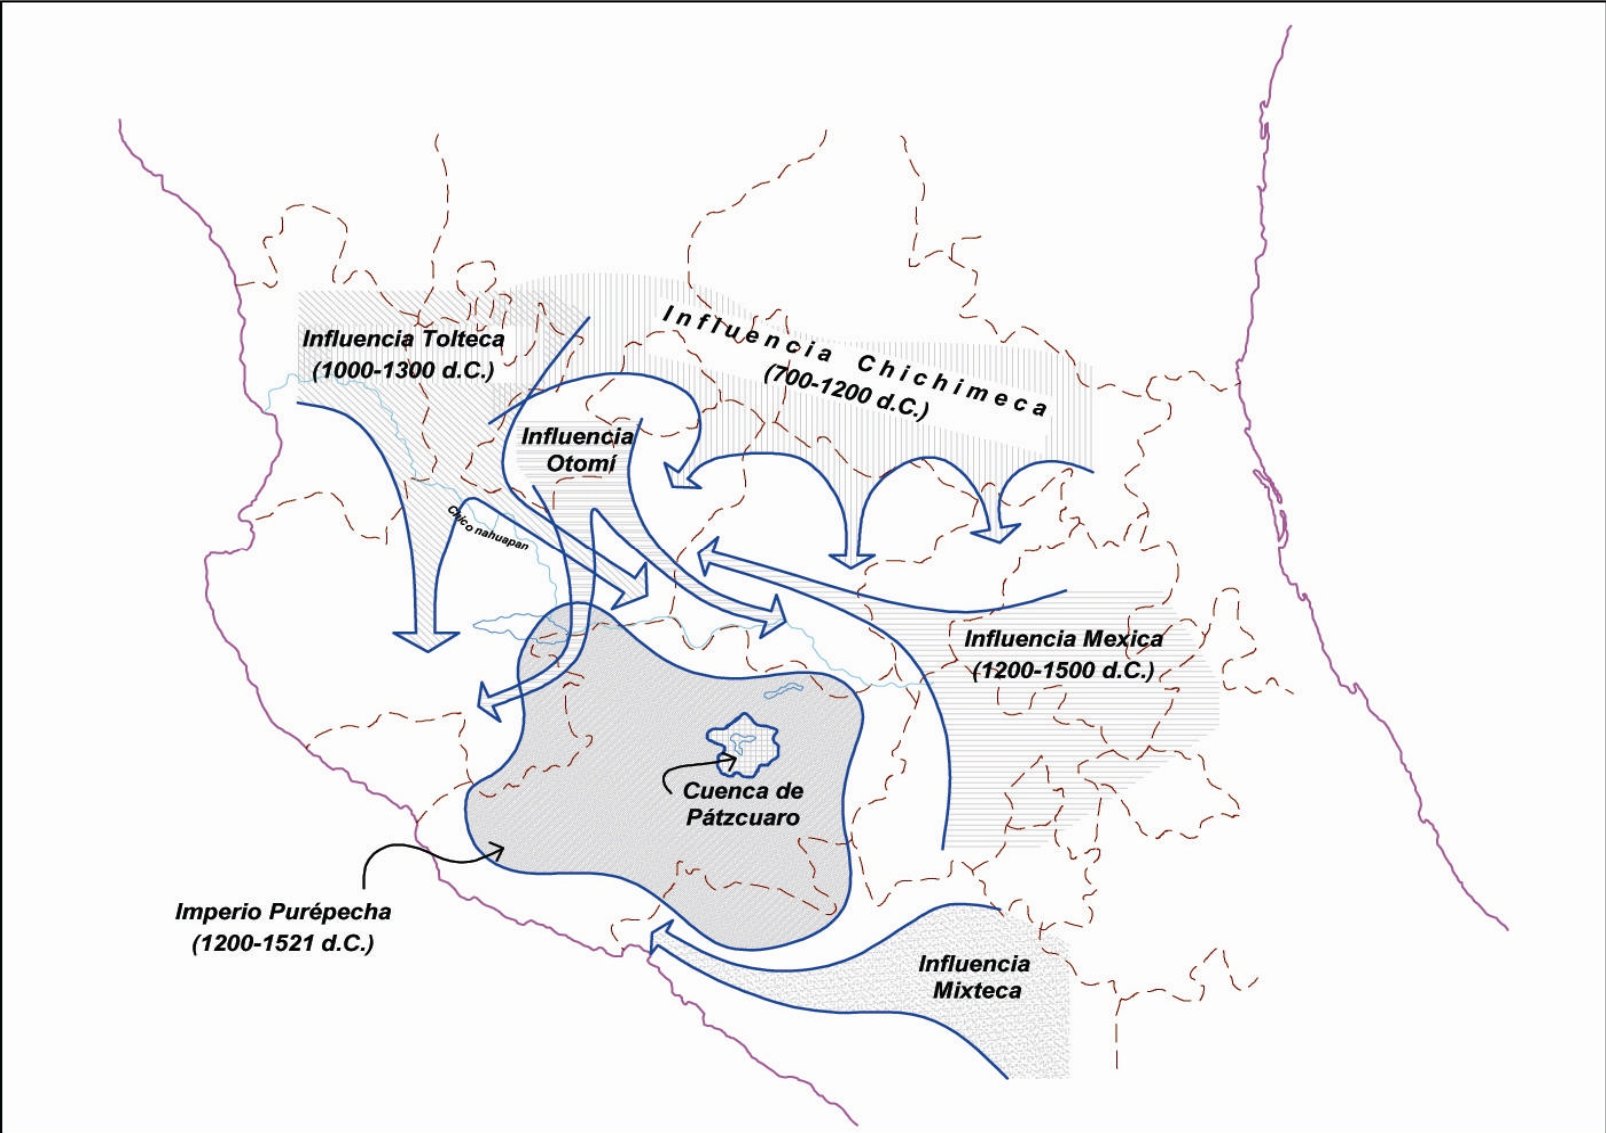 Influencia Tolteca
(1000-1300 d.C.)
Influencia Chichimeca
(700-1200 d.C.)
Influencia
Otomí
Chico nahuapan
Influencia Mexica
(1200-1500 d.C.)
Cuenca de
Pátzcuaro
Imperio Purépecha
(1200-1521 d.C.)
Influencia
Mixteca